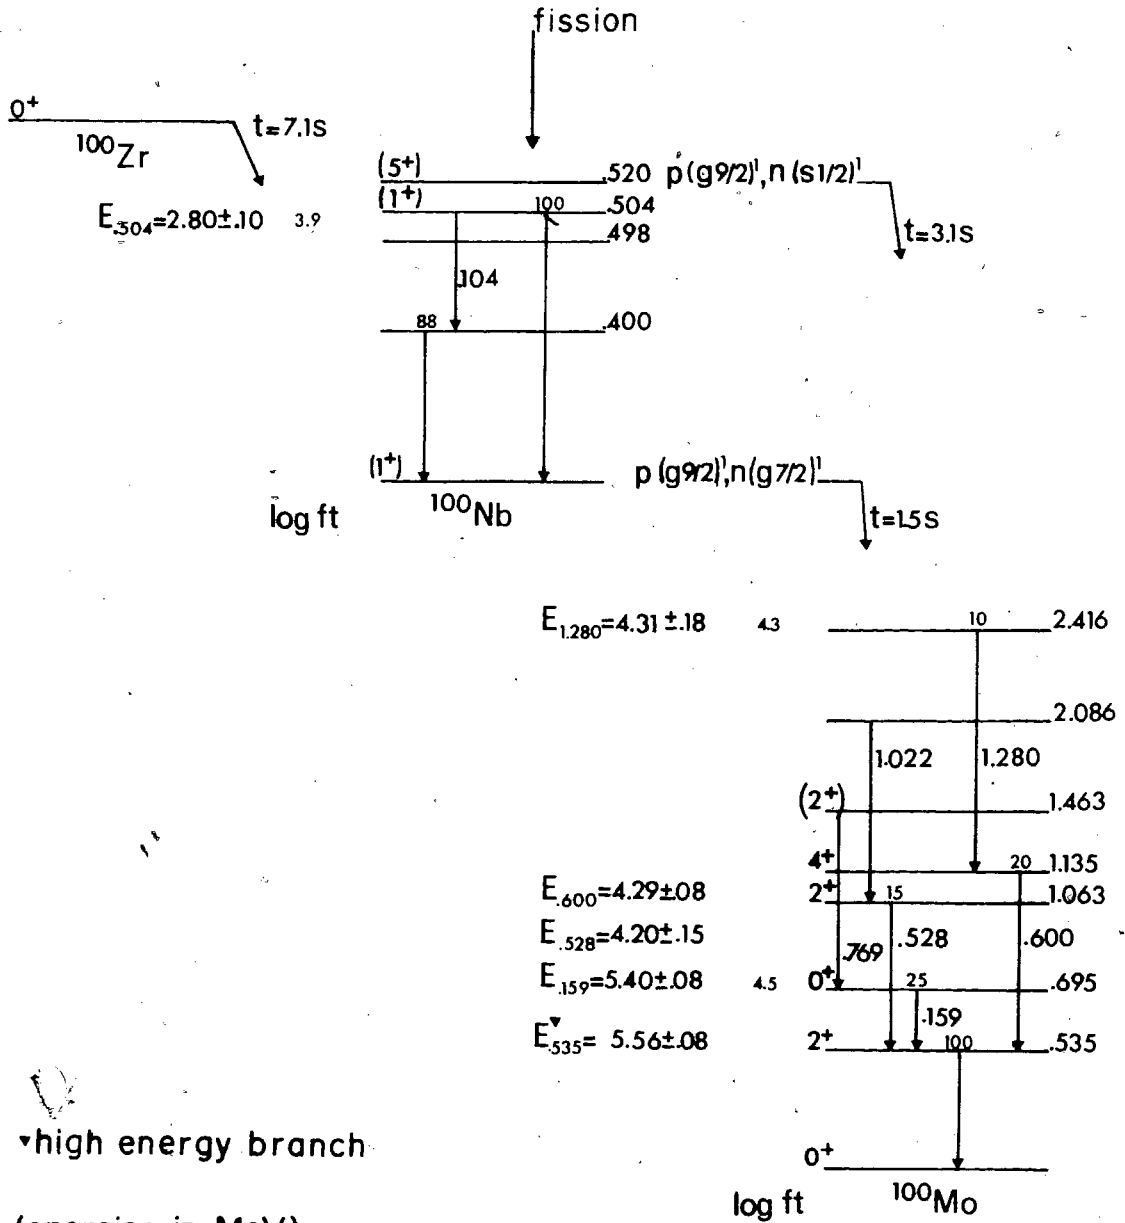 fission
0+
100Zr
t=7.1s
(5+) .520 p(g9/2)¹,n(s1/2)¹
(1+) 100 .504
E.504=2.80±.10 3.9
.498
t=3.1s
.104
88 .400
(1+) p(g9/2)¹,n(g7/2)¹
100Nb
log ft
t=1.5s
E1.280=4.31±.18 4.3 10 2.416
2.086
1.022 1.280
(2+) 1.463
4+ 20 1.135
E.600=4.29±.08 2+ 15 1.063
E.528=4.20±.15 .769 .528 .600
E.159=5.40±.08 4.5 0+ 25 .695
.159
E▼.535= 5.56±.08 2+ 100 .535
▼high energy branch
0+
log ft 100Mo